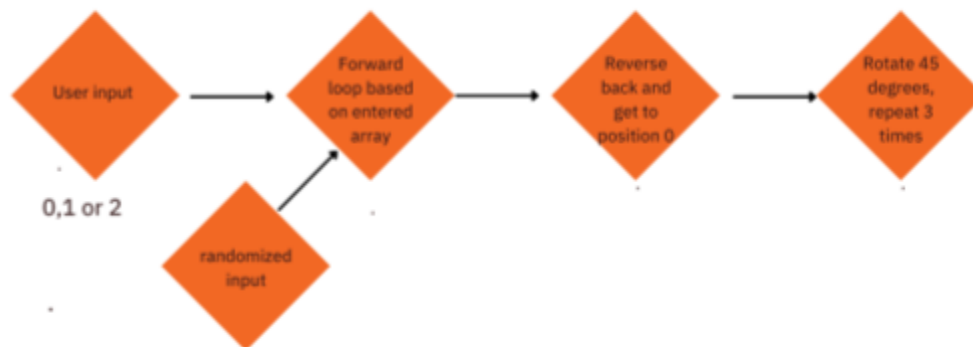 User input
0,1 or 2
randomized
input
Forward
loop based
on entered
array
Reverse
back and
get to
position 0
Rotate 45
degrees,
repeat 3
times